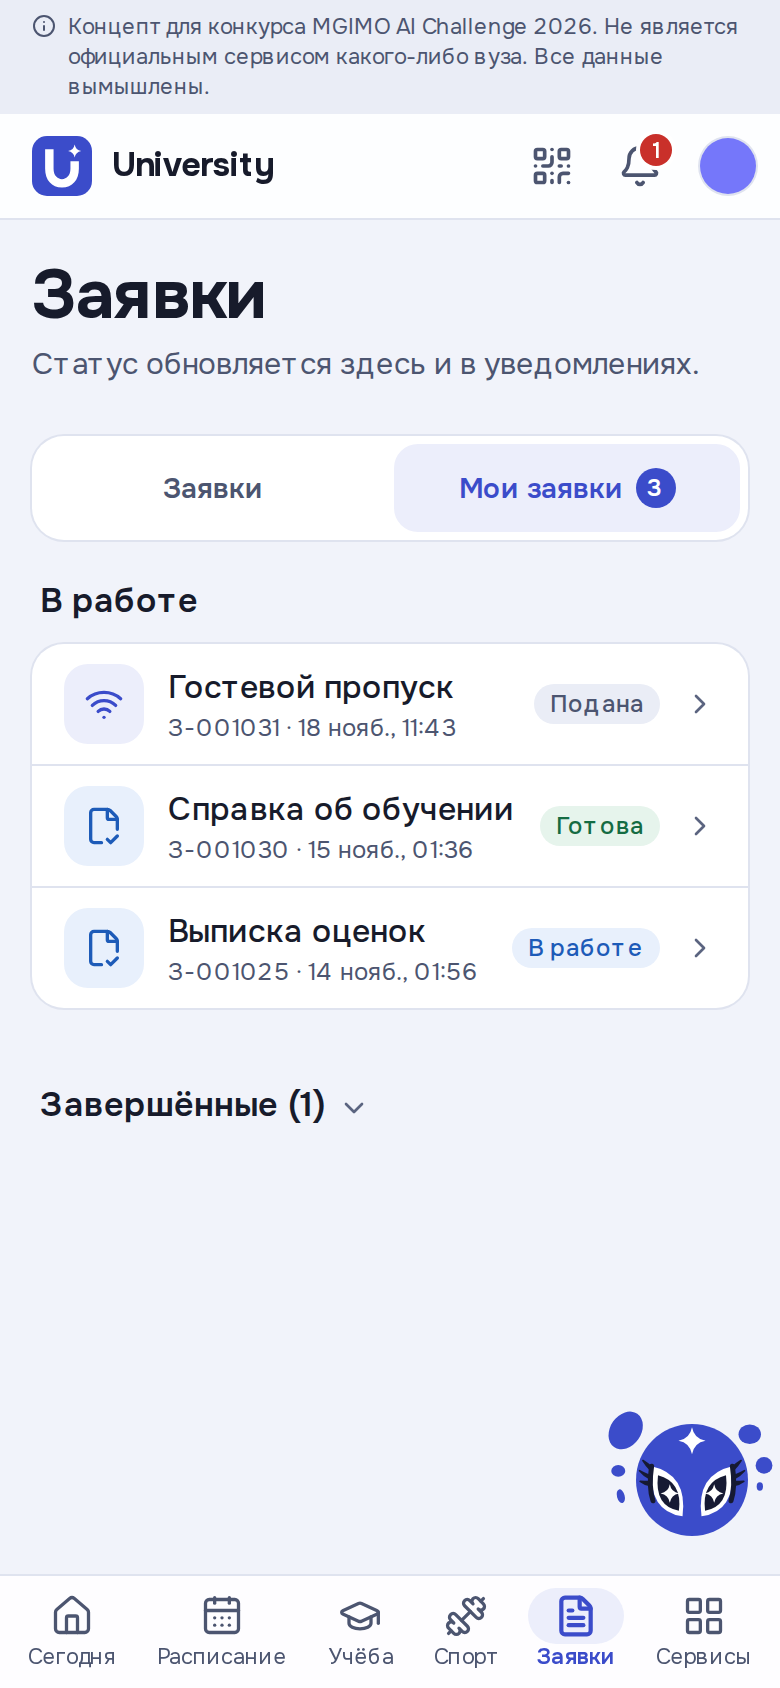 Концепт для конкурса MGIMO AI Challenge 2026. Не является
официальным сервисом какого-либо вуза. Все данные
вымышлены.
University
1
Заявки
Статус обновляется здесь и в уведомлениях.
Заявки
Мои заявки 3
В работе
Гостевой пропуск
З-001031 · 18 нояб., 11:43
Подана
Справка об обучении
З-001030 · 15 нояб., 01:36
Готова
Выписка оценок
З-001025 · 14 нояб., 01:56
В работе
Завершённые (1)
Сегодня
Расписание
Учёба
Спорт
Заявки
Сервисы